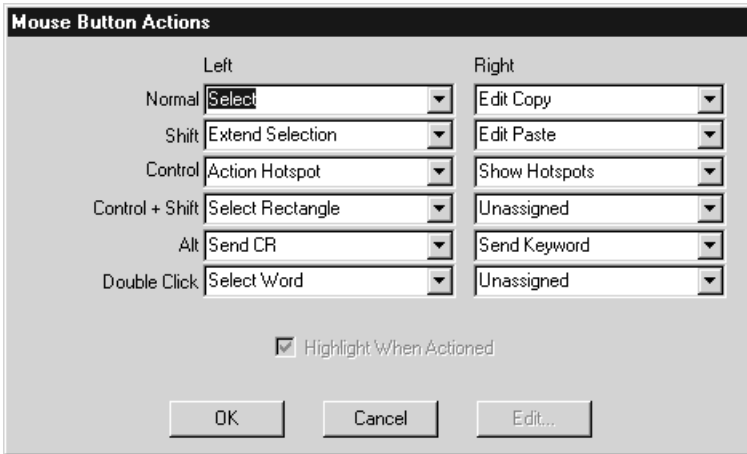 Mouse Button Actions
Left Right
Normal Select Edit Copy
Shift Extend Selection Edit Paste
Control Action Hotspot Show Hotspots
Control + Shift Select Rectangle Unassigned
Alt Send CR Send Keyword
Double Click Select Word Unassigned
Highlight When Actioned
OK Cancel Edit...